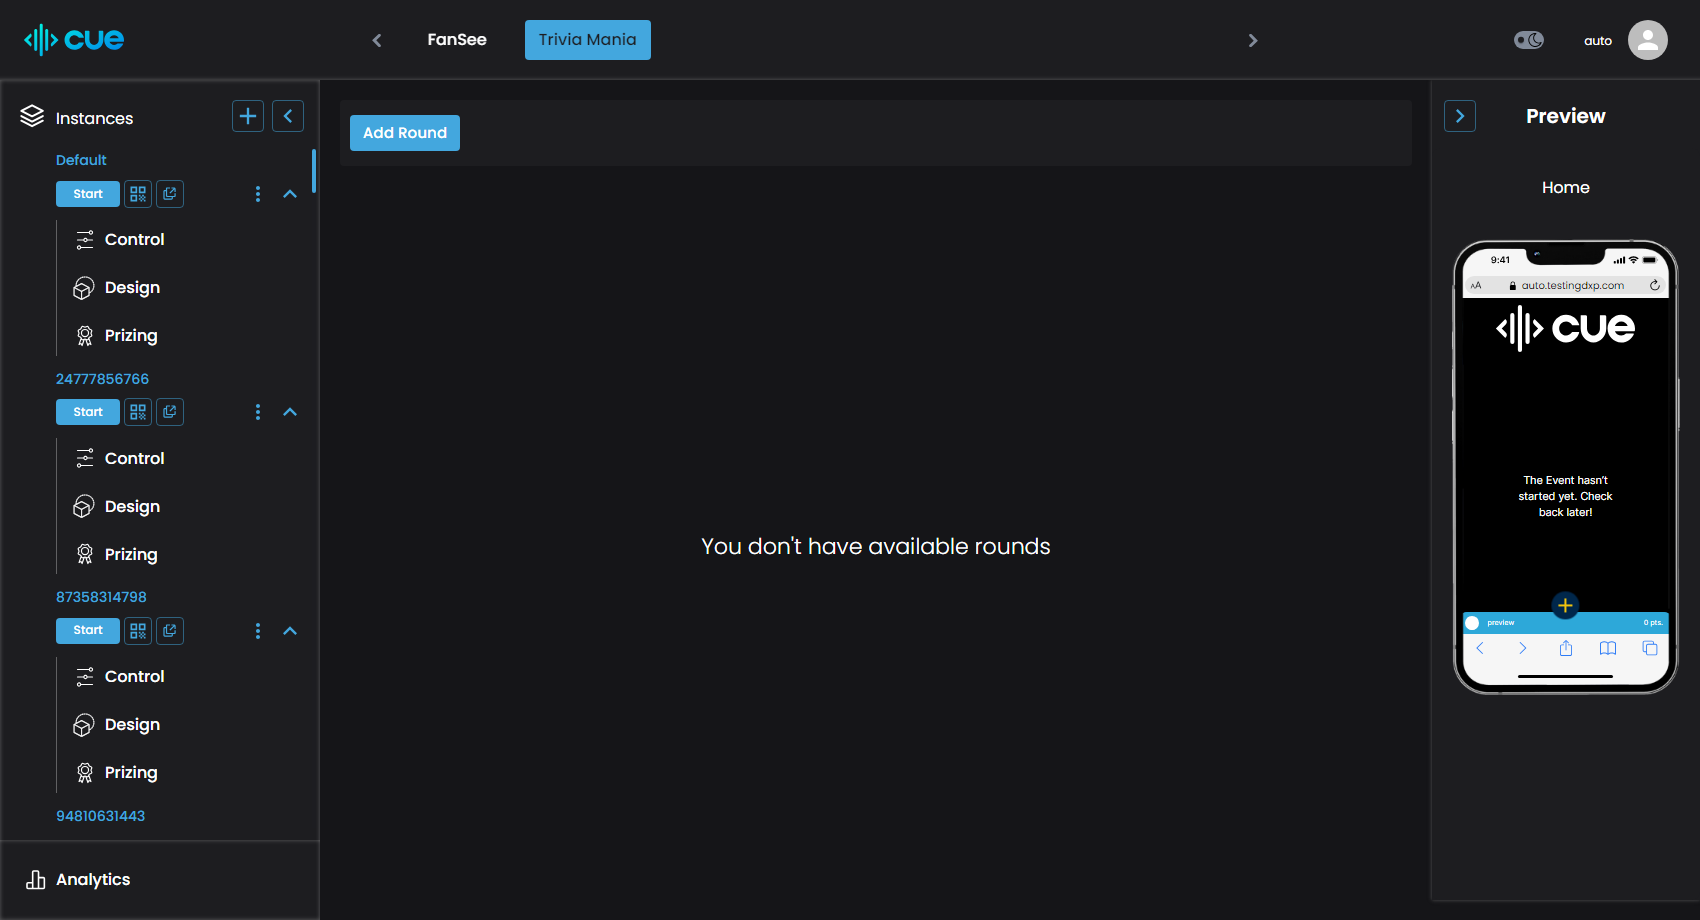 cue
FanSee
Trivia Mania
auto
Instances
Default
Start
Control
Design
Prizing
24777856766
Start
Control
Design
Prizing
87358314798
Start
Control
Design
Prizing
94810631443
Analytics
Add Round
You don't have available rounds
Preview
Home
9:41
AA
auto.testingdxp.com
cue
The Event hasn't
started yet. Check
back later!
preview
0 pts.